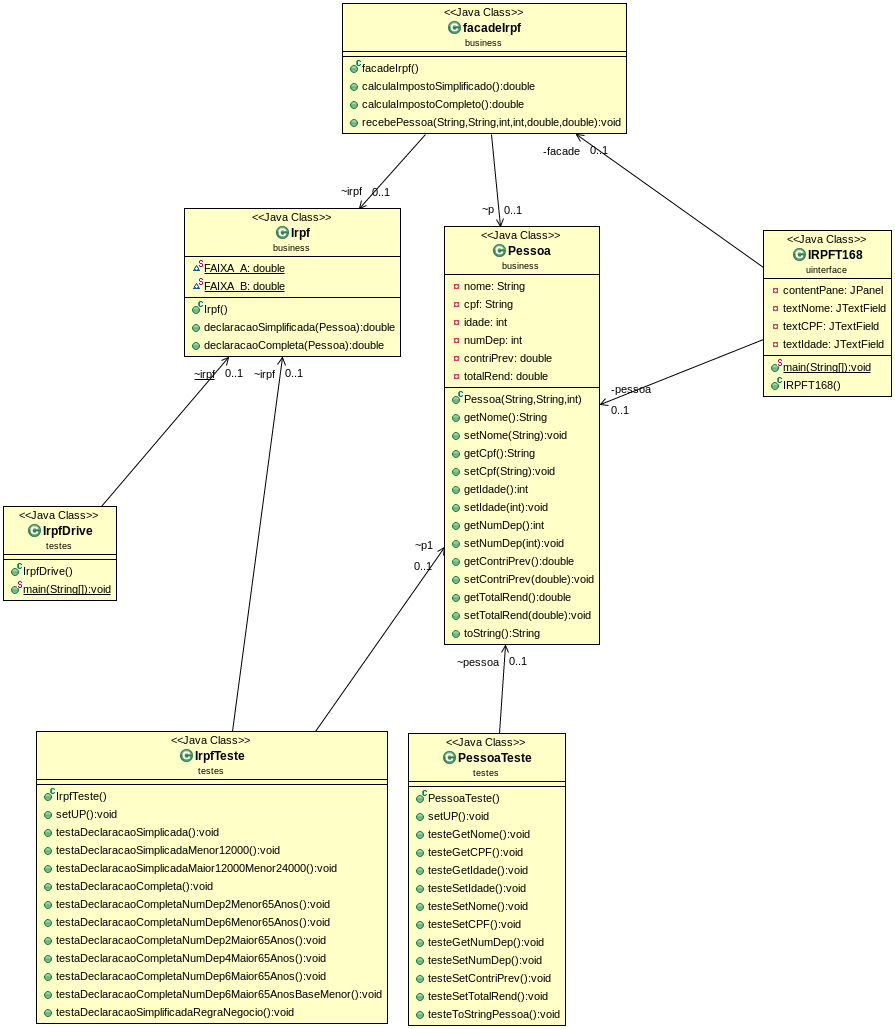 <<Java Class>>
facadeIrpf
business
facadeIrpf()
calculaImpostoSimplificado():double
calculaImpostoCompleto():double
recebePessoa(String,String,int,int,double,double):void
-facade 0..1
~irpf 0..1
~p 0..1
<<Java Class>>
Irpf
business
FAIXA_A: double
FAIXA_B: double
Irpf()
declaracaoSimplificada(Pessoa):double
declaracaoCompleta(Pessoa):double
~irpf 0..1
~irpf 0..1
<<Java Class>>
Pessoa
business
nome: String
cpf: String
idade: int
numDep: int
contriPrev: double
totalRend: double
Pessoa(String,String,int)
getNome():String
setNome(String):void
getCpf():String
setCpf(String):void
getIdade():int
setIdade(int):void
getNumDep():int
setNumDep(int):void
getContriPrev():double
setContriPrev(double):void
getTotalRend():double
setTotalRend(double):void
toString():String
<<Java Class>>
IRPFT168
uinterface
contentPane: JPanel
textNome: JTextField
textCPF: JTextField
textIdade: JTextField
main(String[]):void
IRPFT168()
-pessoa
0..1
<<Java Class>>
IrpfDrive
testes
IrpfDrive()
main(String[]):void
~p1
0..1
~pessoa 0..1
<<Java Class>>
IrpfTeste
testes
IrpfTeste()
setUP():void
testaDeclaracaoSimplicada():void
testaDeclaracaoSimplicadaMenor12000():void
testaDeclaracaoSimplicadaMaior12000Menor24000():void
testaDeclaracaoCompleta():void
testaDeclaracaoCompletaNumDep2Menor65Anos():void
testaDeclaracaoCompletaNumDep6Menor65Anos():void
testaDeclaracaoCompletaNumDep2Maior65Anos():void
testaDeclaracaoCompletaNumDep4Maior65Anos():void
testaDeclaracaoCompletaNumDep6Maior65Anos():void
testaDeclaracaoCompletaNumDep6Maior65AnosBaseMenor():void
testaDeclaracaoSimplificadaRegraNegocio():void
<<Java Class>>
PessoaTeste
testes
PessoaTeste()
setUP():void
testeGetNome():void
testeGetCPF():void
testeGetIdade():void
testeSetIdade():void
testeSetNome():void
testeSetCPF():void
testeGetNumDep():void
testeSetNumDep():void
testeSetContriPrev():void
testeSetTotalRend():void
testeToStringPessoa():void